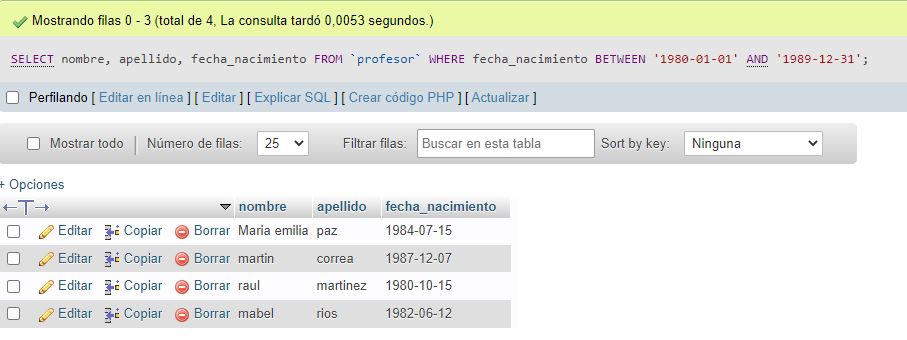 Mostrando filas 0 - 3 (total de 4, La consulta tardó 0,0053 segundos.)
SELECT nombre, apellido, fecha_nacimiento FROM `profesor` WHERE fecha_nacimiento BETWEEN '1980-01-01' AND '1989-12-31';
Perfilando [ Editar en línea ] [ Editar ] [ Explicar SQL ] [ Crear código PHP ] [ Actualizar ]
Mostrar todo Número de filas: 25 Filtrar filas: Buscar en esta tabla Sort by key: Ninguna
+ Opciones
←T→ nombre apellido fecha_nacimiento
Editar Copiar Borrar Maria emilia paz 1984-07-15
Editar Copiar Borrar martin correa 1987-12-07
Editar Copiar Borrar raul martinez 1980-10-15
Editar Copiar Borrar mabel rios 1982-06-12